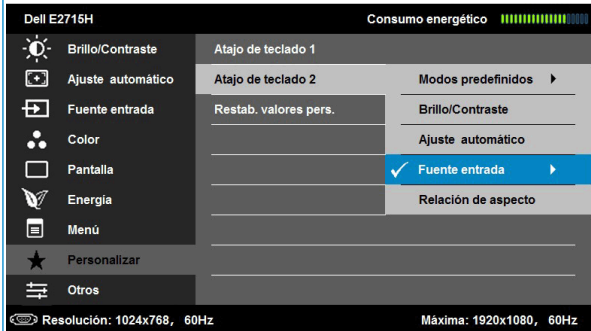 Dell E2715H Consumo energético
Brillo/Contraste Atajo de teclado 1
Ajuste automático Atajo de teclado 2 Modos predefinidos
Fuente entrada Restab. valores pers. Brillo/Contraste
Color Ajuste automático
Pantalla Fuente entrada
Energía Relación de aspecto
Menú
Personalizar
Otros
Resolución: 1024x768, 60Hz Máxima: 1920x1080, 60Hz